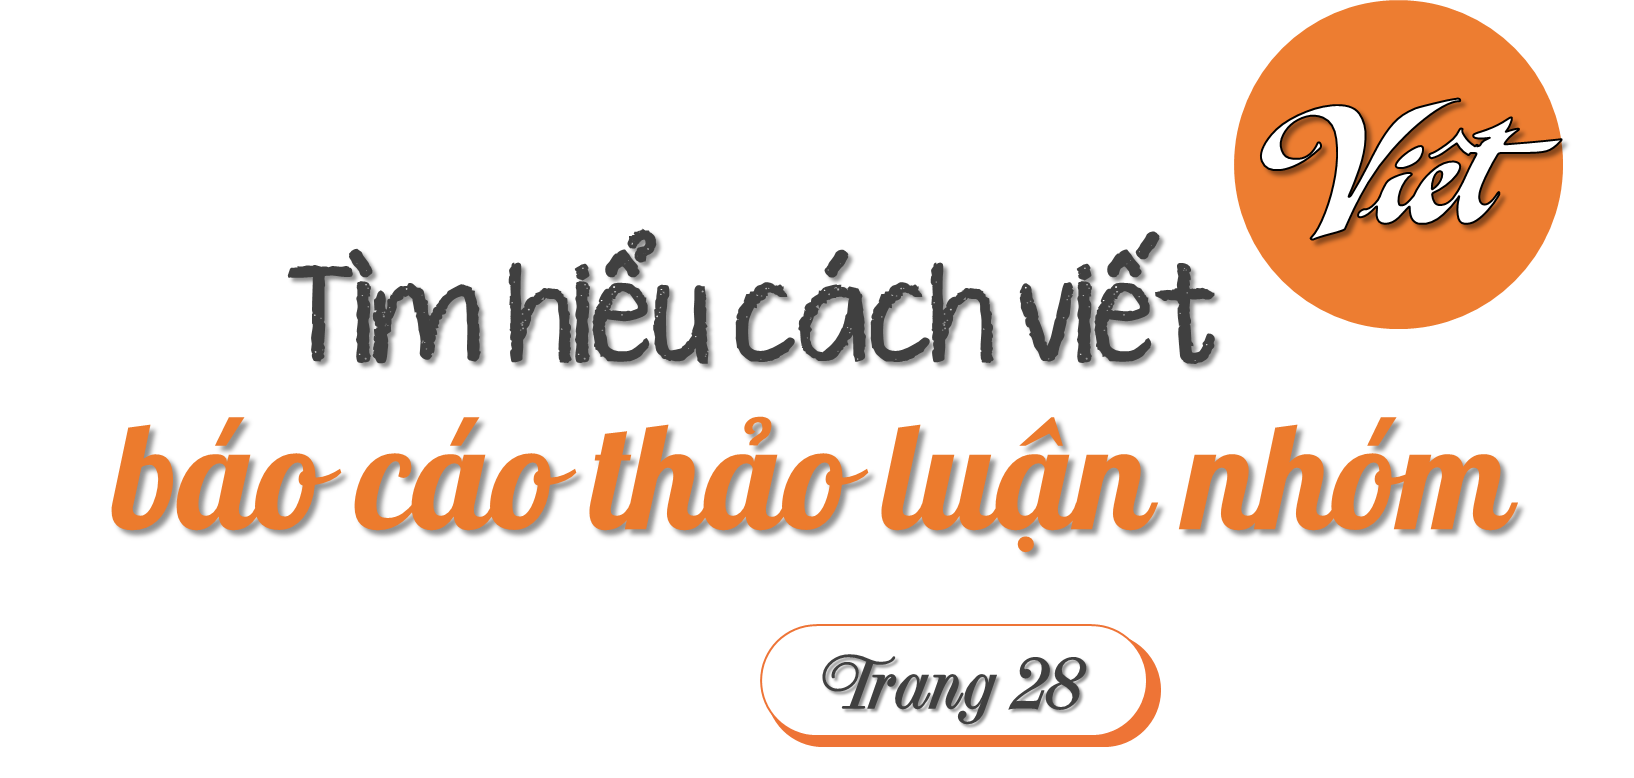 Viết
Tìm hiểu cách viết
báo cáo thảo luận nhóm
Trang 28